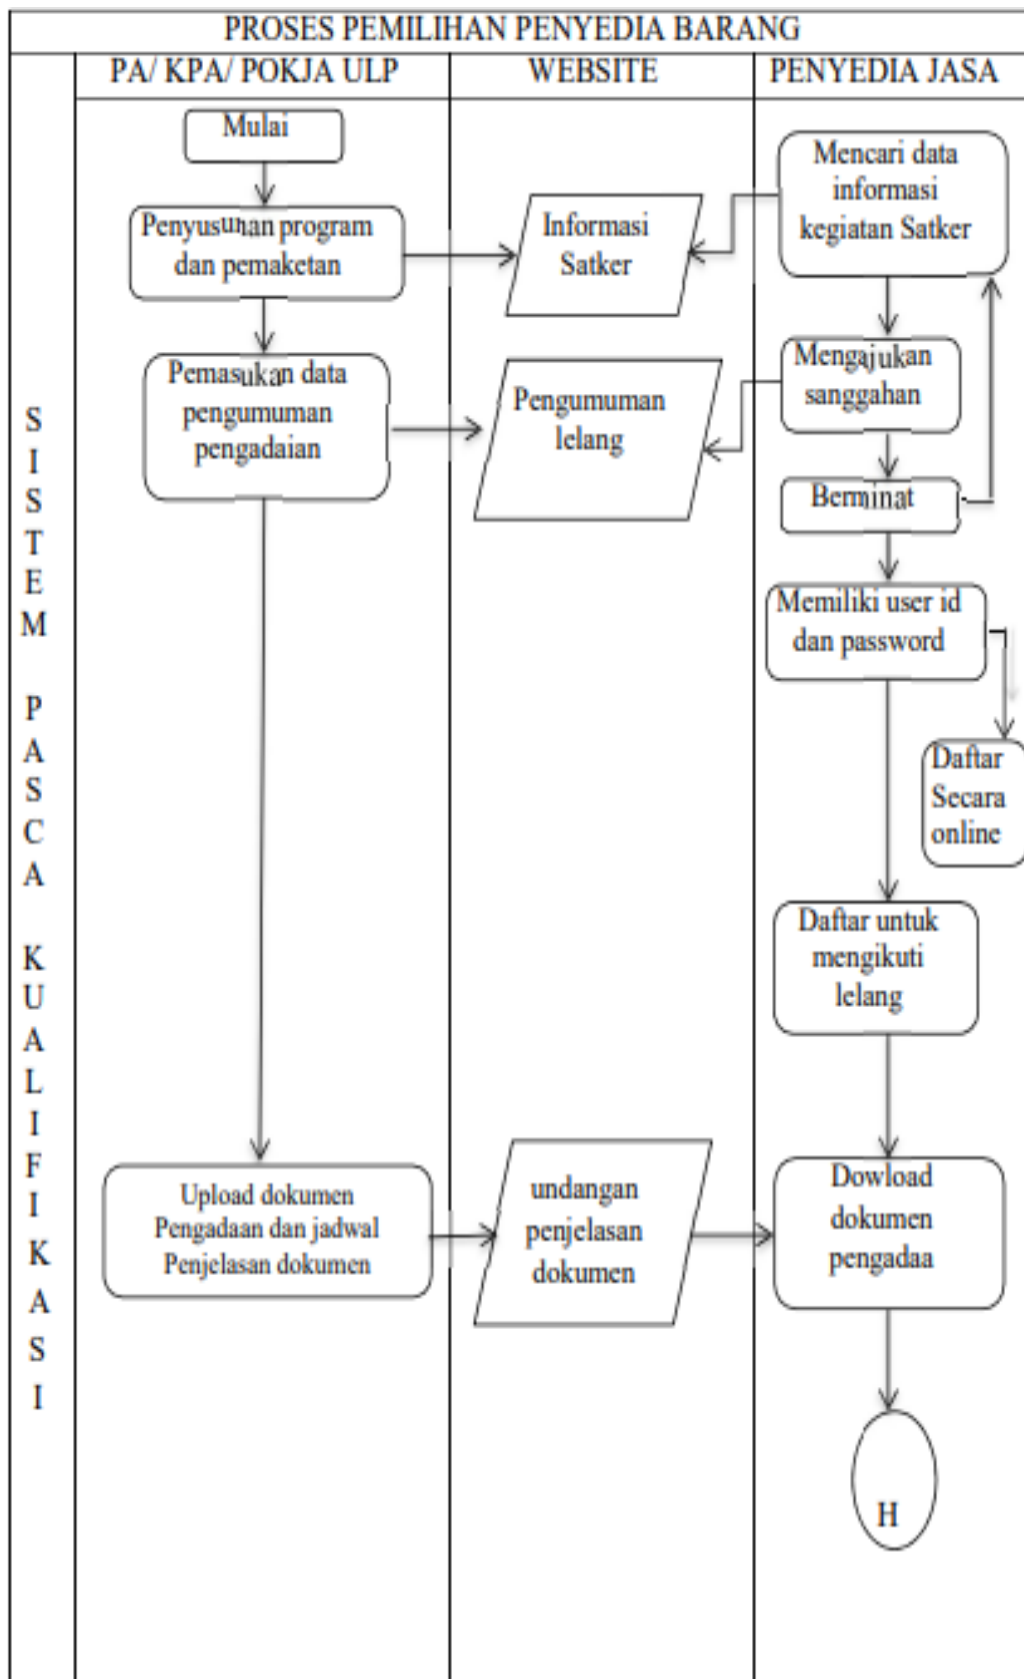 PROSES PEMILIHAN PENYEDIA BARANG
PA/ KPA/ POKJA ULP
WEBSITE
PENYEDIA JASA
SISTEM PASCA KUALIFIKASI
Mulai
Penyusunan program
dan pemaketan
Pemasukan data
pengumuman
pengadaian
Upload dokumen
Pengadaan dan jadwal
Penjelasan dokumen
Informasi
Satker
Pengumuman
lelang
undangan
penjelasan
dokumen
Mencari data
informasi
kegiatan Satker
Mengajukan
sanggahan
Berminat
Memiliki user id
dan password
Daftar
Secara
online
Daftar untuk
mengikuti
lelang
Dowload
dokumen
pengadaa
H